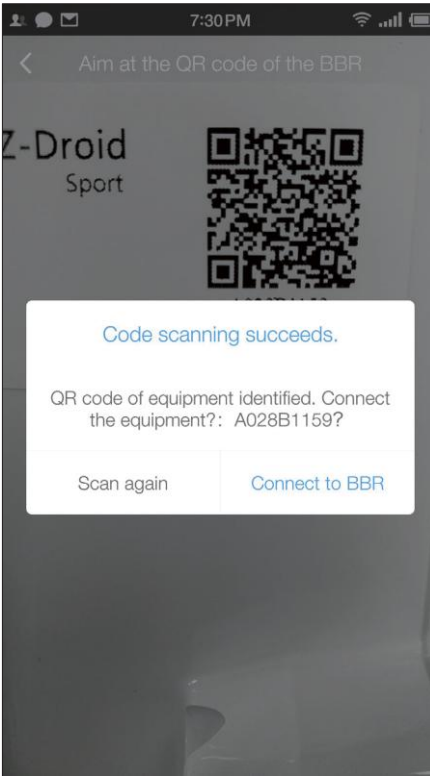 7:30PM
Aim at the QR code of the BBR
Z-Droid
Sport
Code scanning succeeds.
QR code of equipment identified. Connect
the equipment?: A028B1159?
Scan again
Connect to BBR